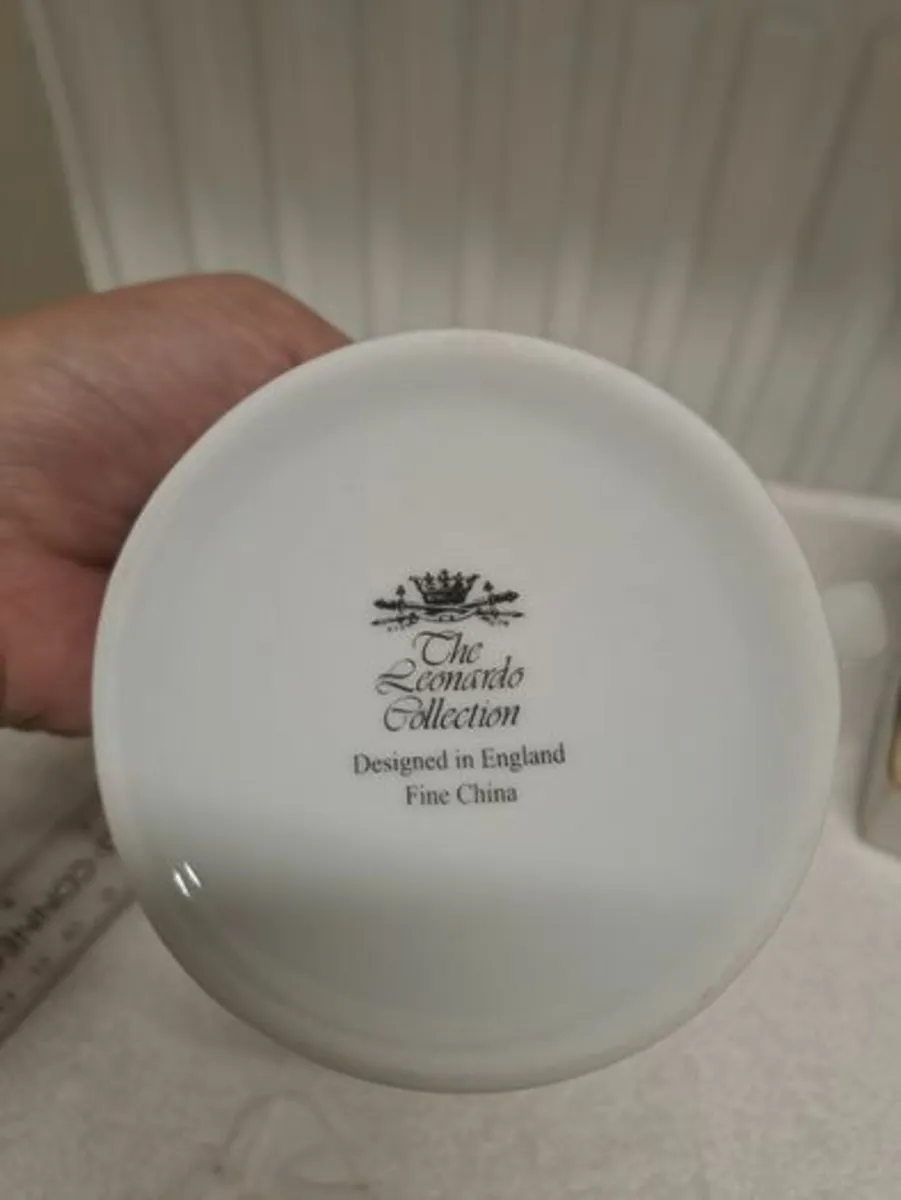 The
Leonardo
Collection
Designed in England
Fine China